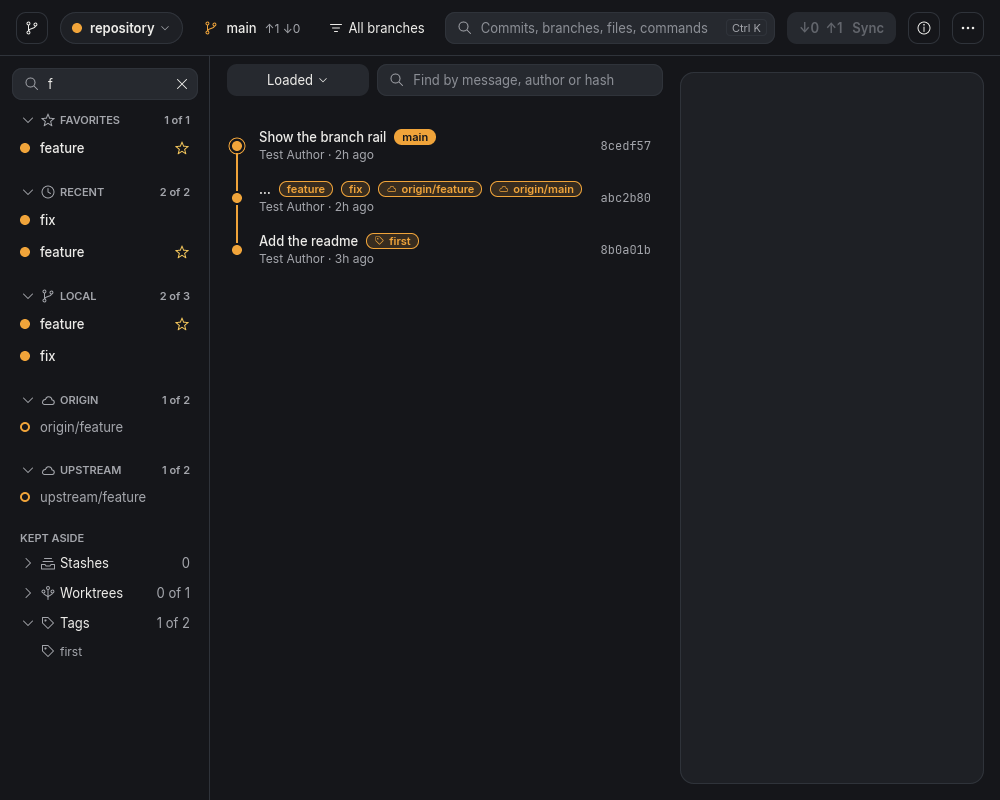 repository main ↑1 ↓0 All branches Commits, branches, files, commands Ctrl K ↓0 ↑1 Sync
f
FAVORITES 1 of 1
feature
RECENT 2 of 2
fix
feature
LOCAL 2 of 3
feature
fix
ORIGIN 1 of 2
origin/feature
UPSTREAM 1 of 2
upstream/feature
KEPT ASIDE
Stashes 0
Worktrees 0 of 1
Tags 1 of 2
first
Loaded Find by message, author or hash
Show the branch rail main 8cedf57
Test Author · 2h ago
... feature fix origin/feature origin/main abc2b80
Test Author · 2h ago
Add the readme first 8b0a01b
Test Author · 3h ago